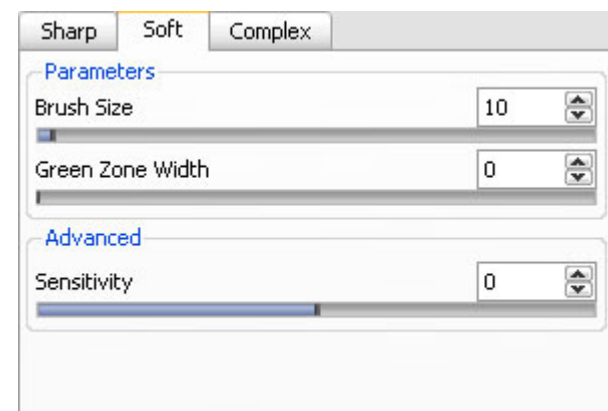 Sharp Soft Complex
Parameters
Brush Size 10
Green Zone Width 0
Advanced
Sensitivity 0